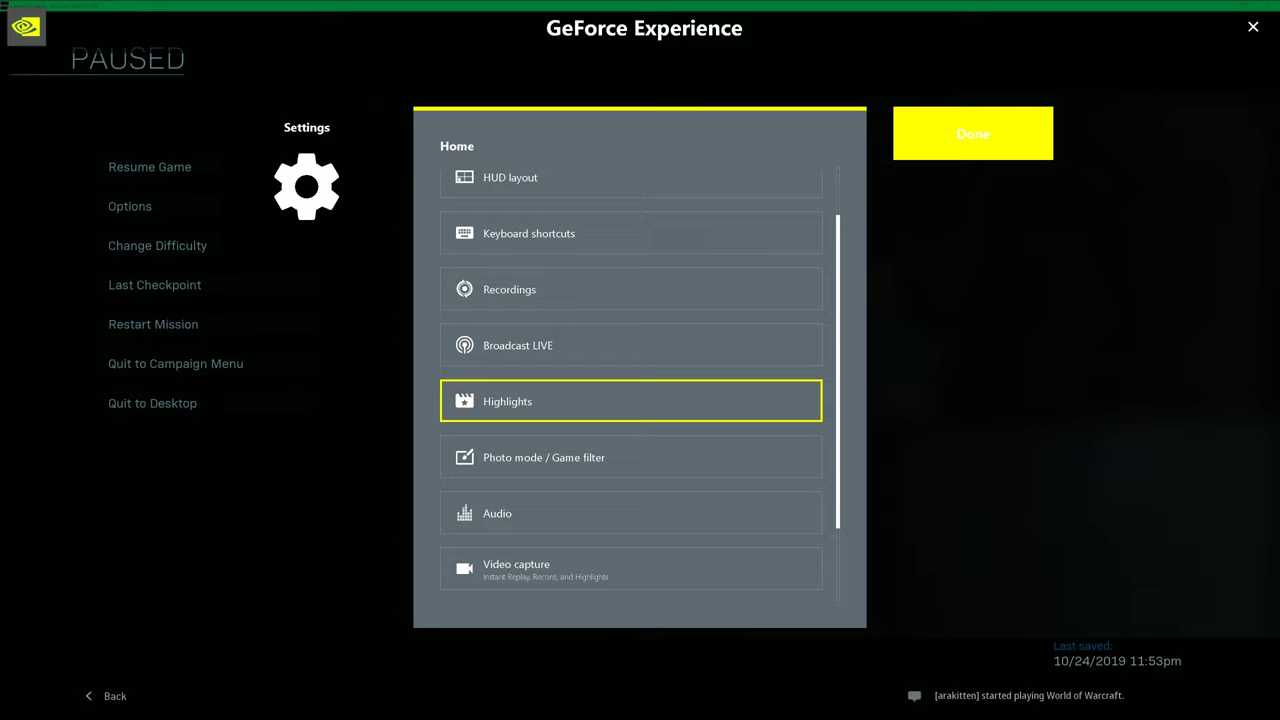 GeForce Experience
PAUSED
Settings
Done
Home
HUD layout
Keyboard shortcuts
Recordings
Broadcast LIVE
Highlights
Photo mode / Game filter
Audio
Video capture
Instant Replay, Record, and Highlights
Resume Game
Options
Change Difficulty
Last Checkpoint
Restart Mission
Quit to Campaign Menu
Quit to Desktop
Last saved:
10/24/2019 11:53pm
Back
[arakitten] started playing World of Warcraft.